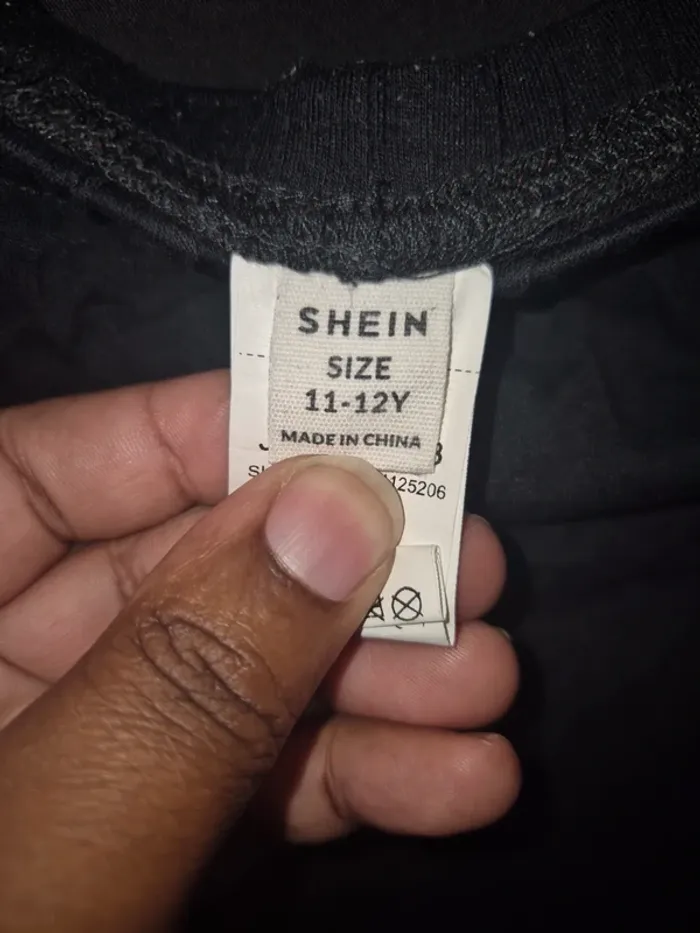 SHEIN
SIZE
11-12Y
MADE IN CHINA
125206